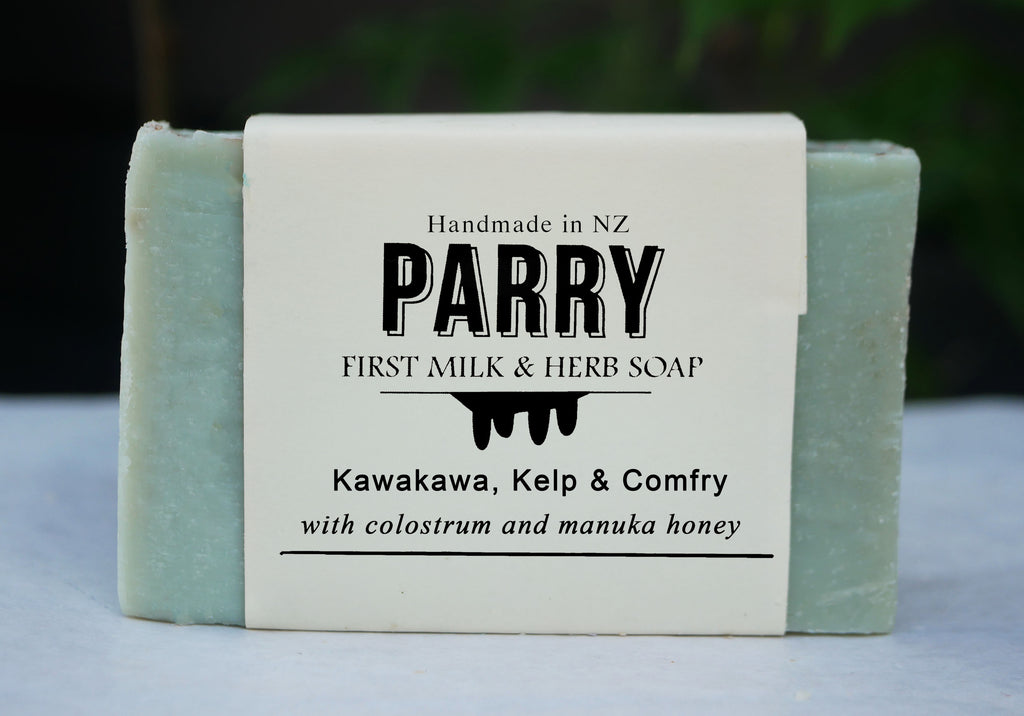 Handmade in NZ
PARRY
FIRST MILK & HERB SOAP
Kawakawa, Kelp & Comfry
with colostrum and manuka honey